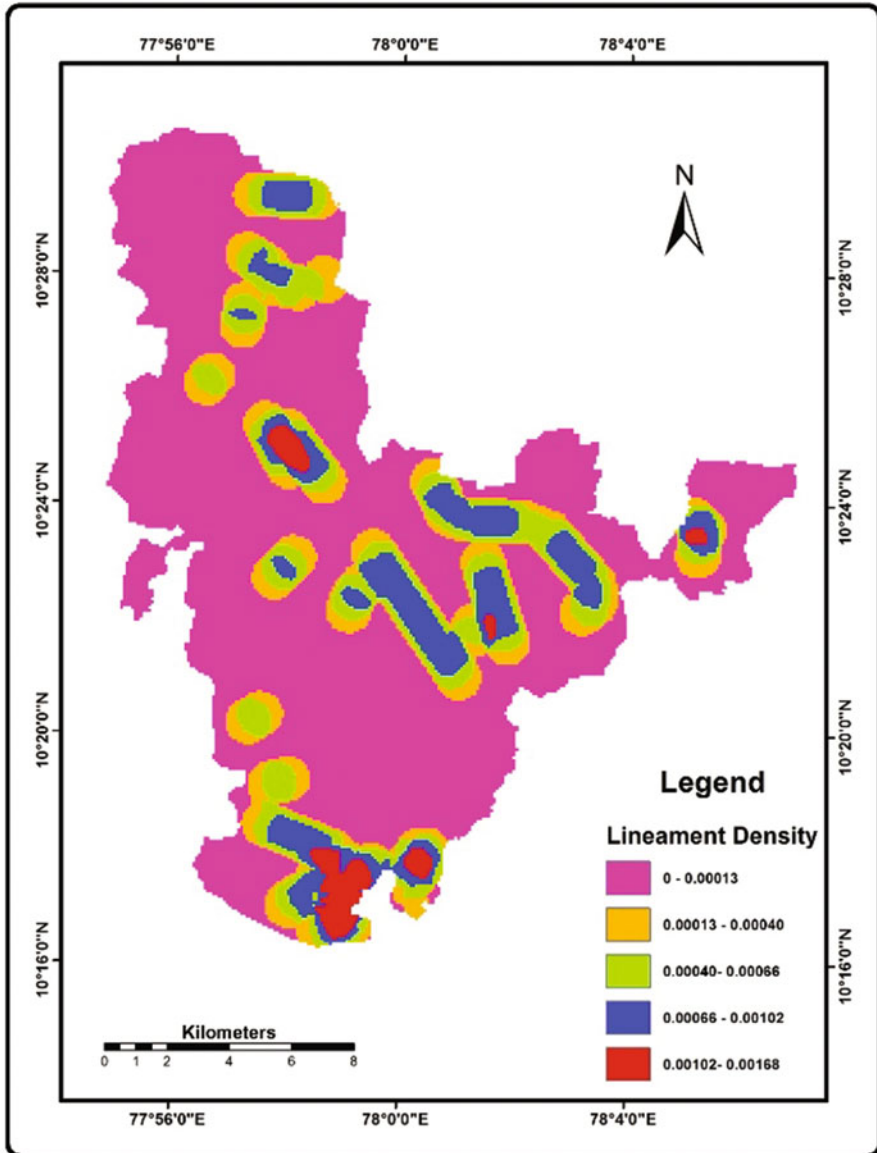 77°56'0"E 78°0'0"E 78°4'0"E
N
10°28'0"N 10°28'0"N
10°24'0"N 10°24'0"N
10°20'0"N 10°20'0"N
Legend
Lineament Density
0 - 0.00013
0.00013 - 0.00040
0.00040- 0.00066
10°16'0"N 10°16'0"N
0.00066 - 0.00102
Kilometers
0 1 2 4 6 8
0.00102- 0.00168
77°56'0"E 78°0'0"E 78°4'0"E